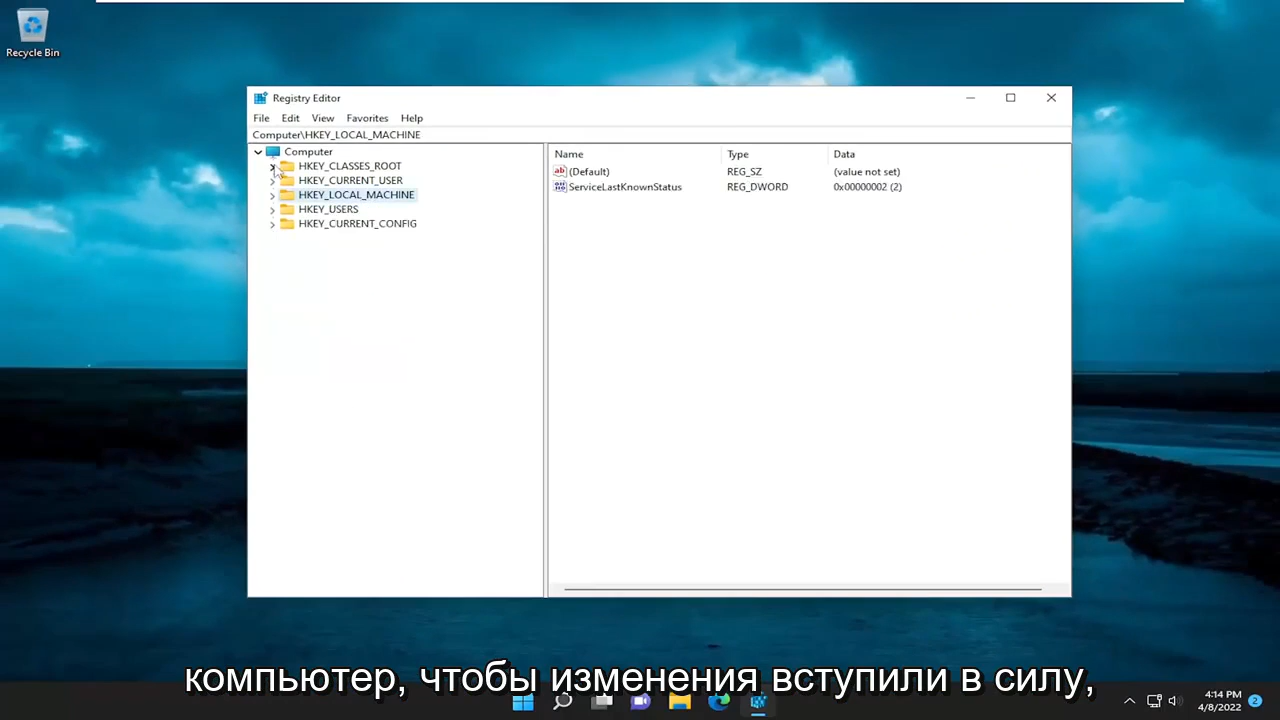 Recycle Bin
Registry Editor
File Edit View Favorites Help
Computer\HKEY_LOCAL_MACHINE
Computer
HKEY_CLASSES_ROOT
HKEY_CURRENT_USER
HKEY_LOCAL_MACHINE
HKEY_USERS
HKEY_CURRENT_CONFIG
Name Type Data
(Default) REG_SZ (value not set)
ServiceLastKnownStatus REG_DWORD 0x00000002 (2)
компьютер, чтобы изменения вступили в силу,
4:14 PM
4/8/2022
2